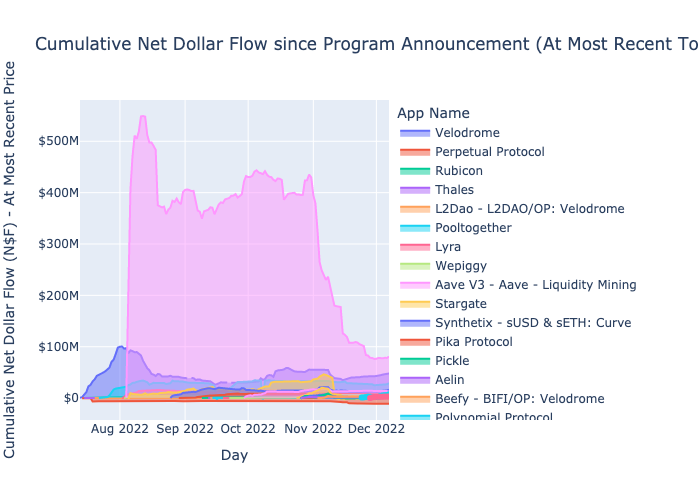 Cumulative Net Dollar Flow since Program Announcement (At Most Recent To
Cumulative Net Dollar Flow (N$F) - At Most Recent Price
$500M
$400M
$300M
$200M
$100M
$0
Aug 2022
Sep 2022
Oct 2022
Nov 2022
Dec 2022
Day
App Name
Velodrome
Perpetual Protocol
Rubicon
Thales
L2Dao - L2DAO/OP: Velodrome
Pooltogether
Lyra
Wepiggy
Aave V3 - Aave - Liquidity Mining
Stargate
Synthetix - sUSD & sETH: Curve
Pika Protocol
Pickle
Aelin
Beefy - BIFI/OP: Velodrome
Polynomial Protocol